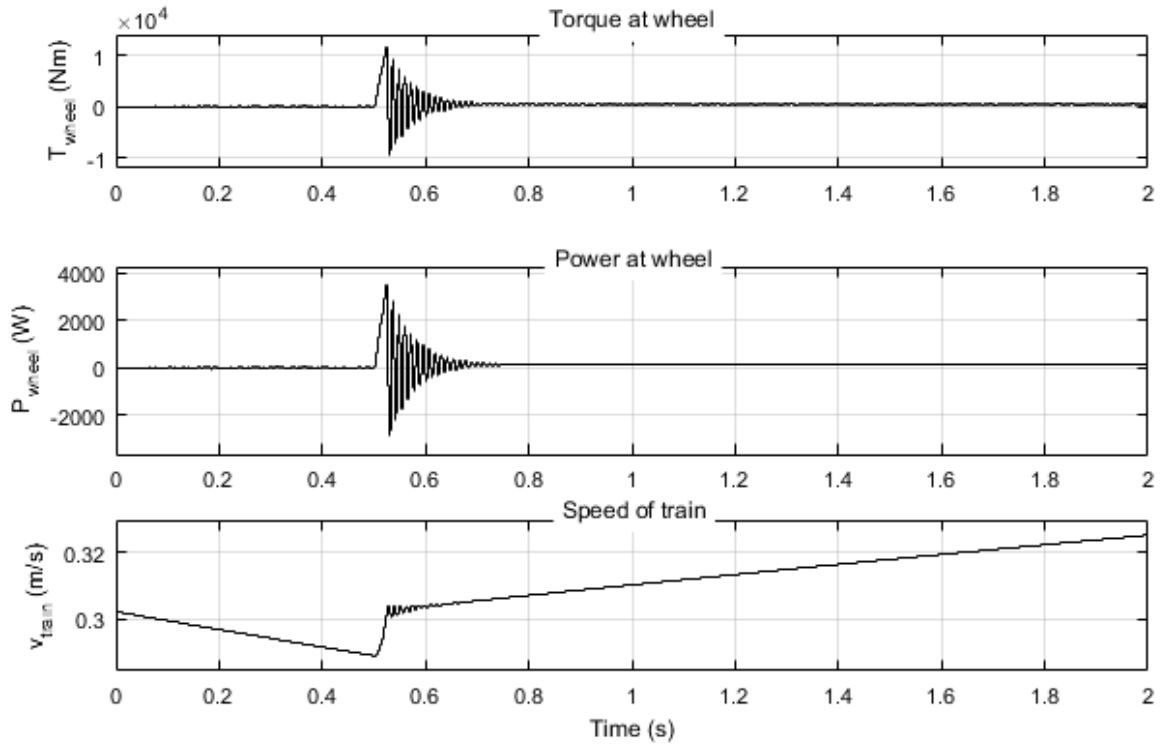 ×10⁴
Torque at wheel
T_wheel (Nm)
1
0
-1
0 0.2 0.4 0.6 0.8 1 1.2 1.4 1.6 1.8 2
Power at wheel
P_wheel (W)
4000
2000
0
-2000
0 0.2 0.4 0.6 0.8 1 1.2 1.4 1.6 1.8 2
Speed of train
v_train (m/s)
0.32
0.3
0 0.2 0.4 0.6 0.8 1 1.2 1.4 1.6 1.8 2
Time (s)